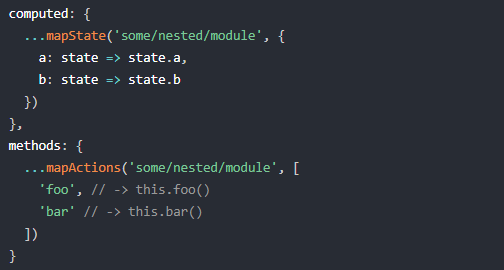 computed: {
  ...mapState('some/nested/module', {
    a: state => state.a,
    b: state => state.b
  })
},
methods: {
  ...mapActions('some/nested/module', [
    'foo', // -> this.foo()
    'bar' // -> this.bar()
  ])
}